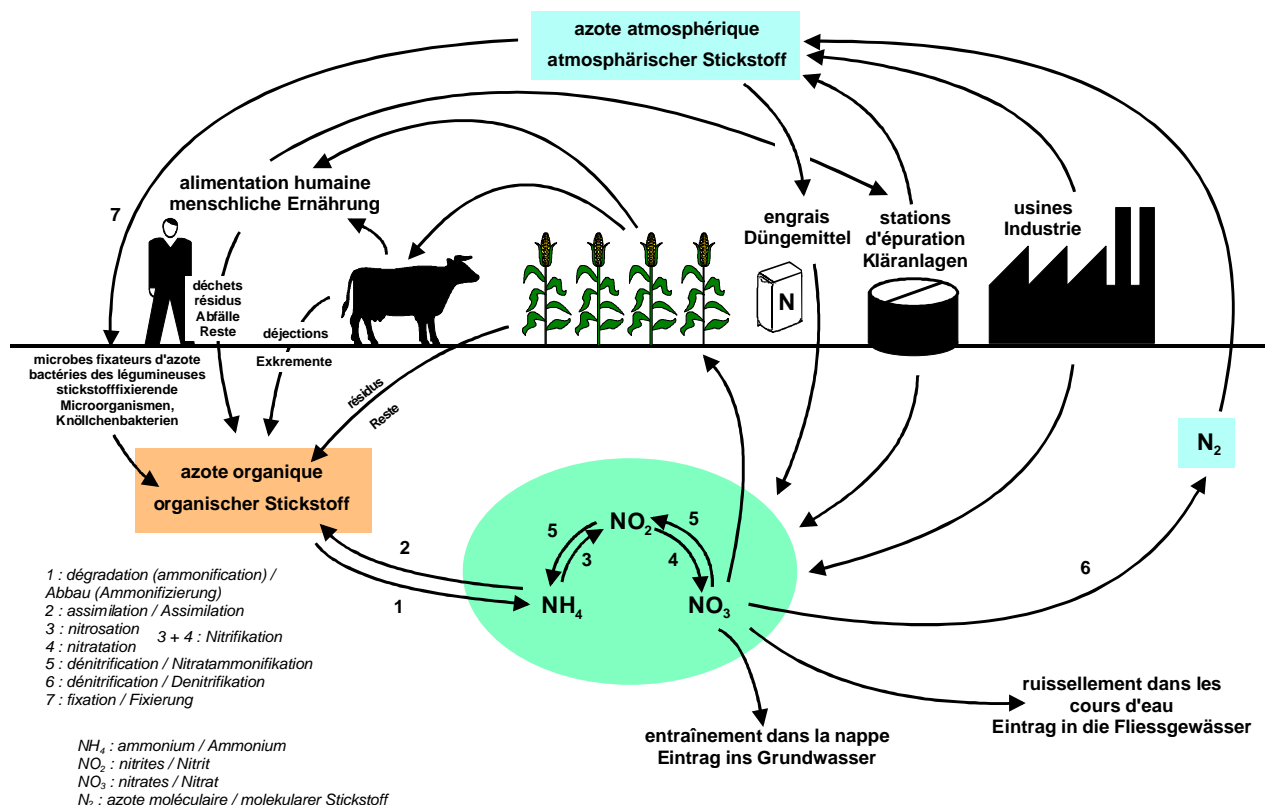 azote atmosphérique
atmosphärischer Stickstoff
alimentation humaine
menschliche Ernährung
7
engrais
Düngemittel
N
stations
d'épuration
Kläranlagen
usines
Industrie
déchets
résidus
Abfälle
Reste
déjections
Exkremente
résidus
Reste
microbes fixateurs d'azote
bactéries des légumineuses
stickstofffixierende
Microorganismen,
Knöllchenbakterien
azote organique
organischer Stickstoff
N₂
NO₂
5
3
5
4
2
1
NH₄
NO₃
6
1 : dégradation (ammonification) /
Abbau (Ammonifizierung)
2 : assimilation / Assimilation
3 : nitrosation
3 + 4 : Nitrifikation
4 : nitratation
5 : dénitrification / Nitratammonifikation
6 : dénitrification / Denitrifikation
7 : fixation / Fixierung
ruissellement dans les
cours d'eau
Eintrag in die Fliessgewässer
entraînement dans la nappe
Eintrag ins Grundwasser
NH₄ : ammonium / Ammonium
NO₂ : nitrites / Nitrit
NO₃ : nitrates / Nitrat
N₂ : azote moléculaire / molekularer Stickstoff